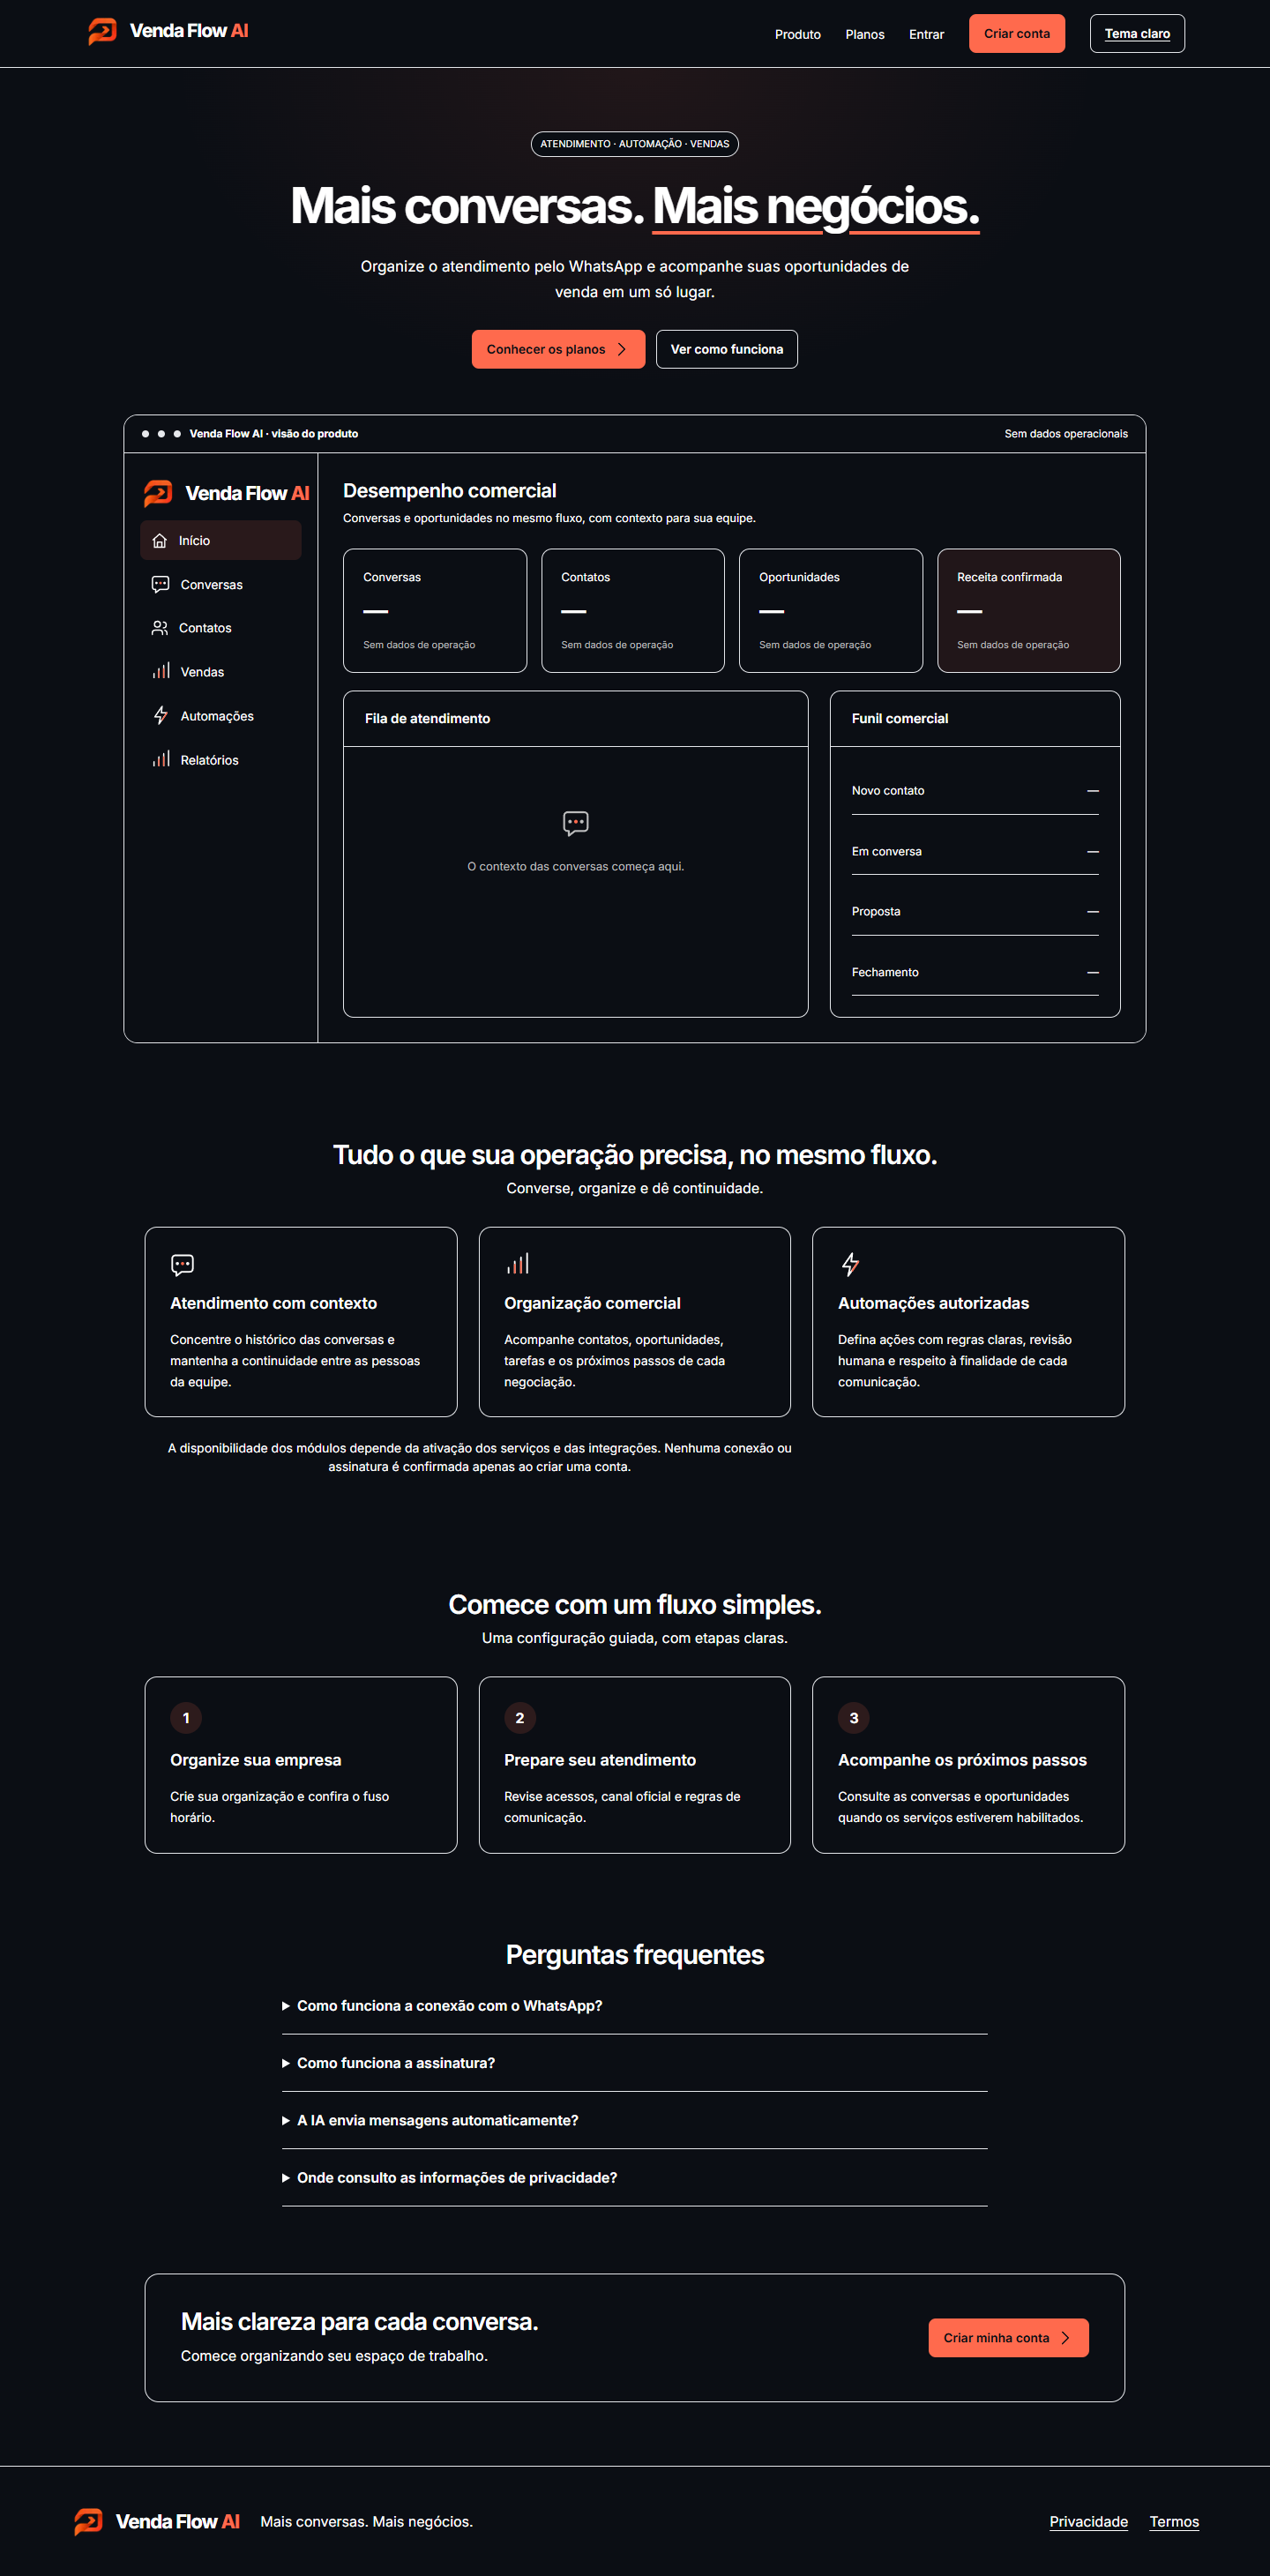 Venda Flow AI
Produto
Planos
Entrar
Criar conta
Tema claro
ATENDIMENTO · AUTOMAÇÃO · VENDAS
Mais conversas. Mais negócios.
Organize o atendimento pelo WhatsApp e acompanhe suas oportunidades de
venda em um só lugar.
Conhecer os planos
Ver como funciona
Venda Flow AI · visão do produto
Sem dados operacionais
Venda Flow AI
Início
Conversas
Contatos
Vendas
Automações
Relatórios
Desempenho comercial
Conversas e oportunidades no mesmo fluxo, com contexto para sua equipe.
Conversas
—
Sem dados de operação
Contatos
—
Sem dados de operação
Oportunidades
—
Sem dados de operação
Receita confirmada
—
Sem dados de operação
Fila de atendimento
O contexto das conversas começa aqui.
Funil comercial
Novo contato —
Em conversa —
Proposta —
Fechamento —
Tudo o que sua operação precisa, no mesmo fluxo.
Converse, organize e dê continuidade.
Atendimento com contexto
Concentre o histórico das conversas e
mantenha a continuidade entre as pessoas
da equipe.
Organização comercial
Acompanhe contatos, oportunidades,
tarefas e os próximos passos de cada
negociação.
Automações autorizadas
Defina ações com regras claras, revisão
humana e respeito à finalidade de cada
comunicação.
A disponibilidade dos módulos depende da ativação dos serviços e das integrações. Nenhuma conexão ou
assinatura é confirmada apenas ao criar uma conta.
Comece com um fluxo simples.
Uma configuração guiada, com etapas claras.
1
Organize sua empresa
Crie sua organização e confira o fuso
horário.
2
Prepare seu atendimento
Revise acessos, canal oficial e regras de
comunicação.
3
Acompanhe os próximos passos
Consulte as conversas e oportunidades
quando os serviços estiverem habilitados.
Perguntas frequentes
Como funciona a conexão com o WhatsApp?
Como funciona a assinatura?
A IA envia mensagens automaticamente?
Onde consulto as informações de privacidade?
Mais clareza para cada conversa.
Comece organizando seu espaço de trabalho.
Criar minha conta
Venda Flow AI
Mais conversas. Mais negócios.
Privacidade
Termos